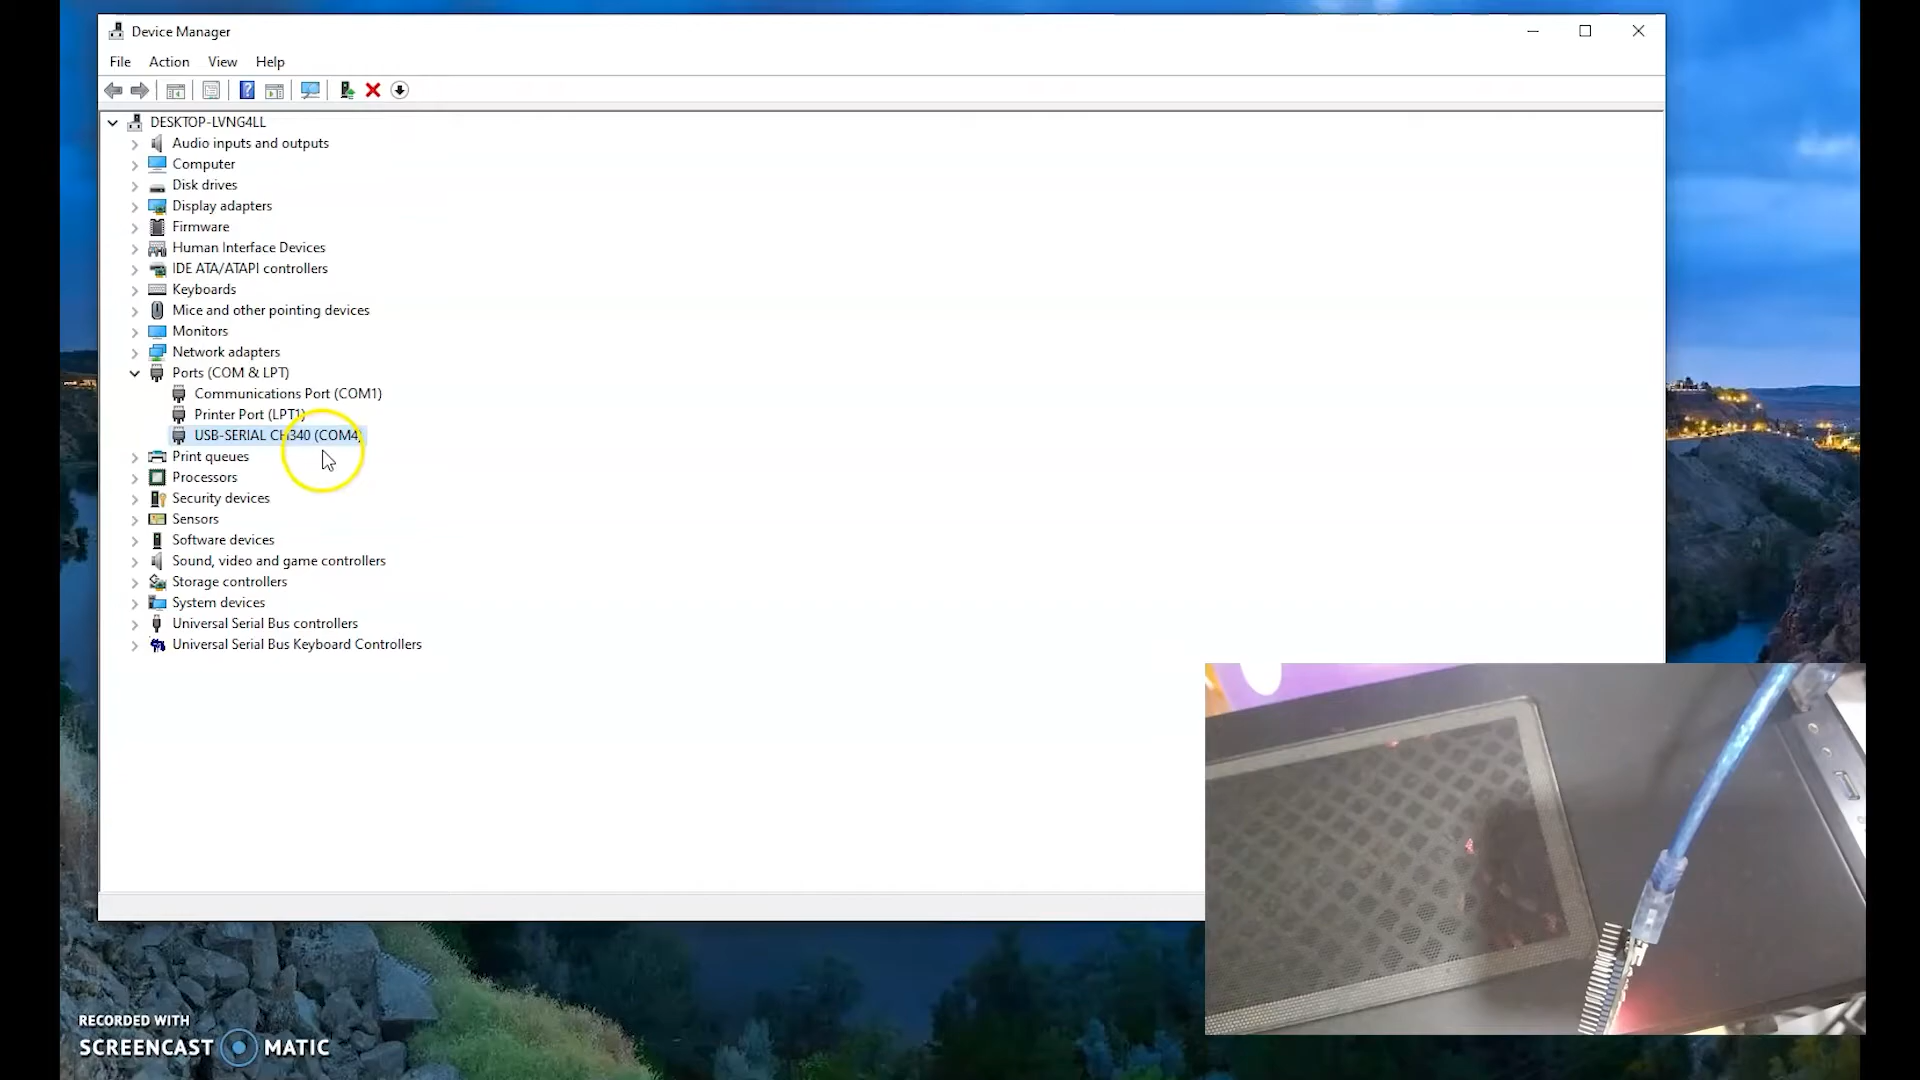 Device Manager
File Action View Help
DESKTOP-LVNG4LL
Audio inputs and outputs
Computer
Disk drives
Display adapters
Firmware
Human Interface Devices
IDE ATA/ATAPI controllers
Keyboards
Mice and other pointing devices
Monitors
Network adapters
Ports (COM & LPT)
Communications Port (COM1)
Printer Port (LPT1)
USB-SERIAL CH340 (COM4)
Print queues
Processors
Security devices
Sensors
Software devices
Sound, video and game controllers
Storage controllers
System devices
Universal Serial Bus controllers
Universal Serial Bus Keyboard Controllers
RECORDED WITH
SCREENCAST MATIC